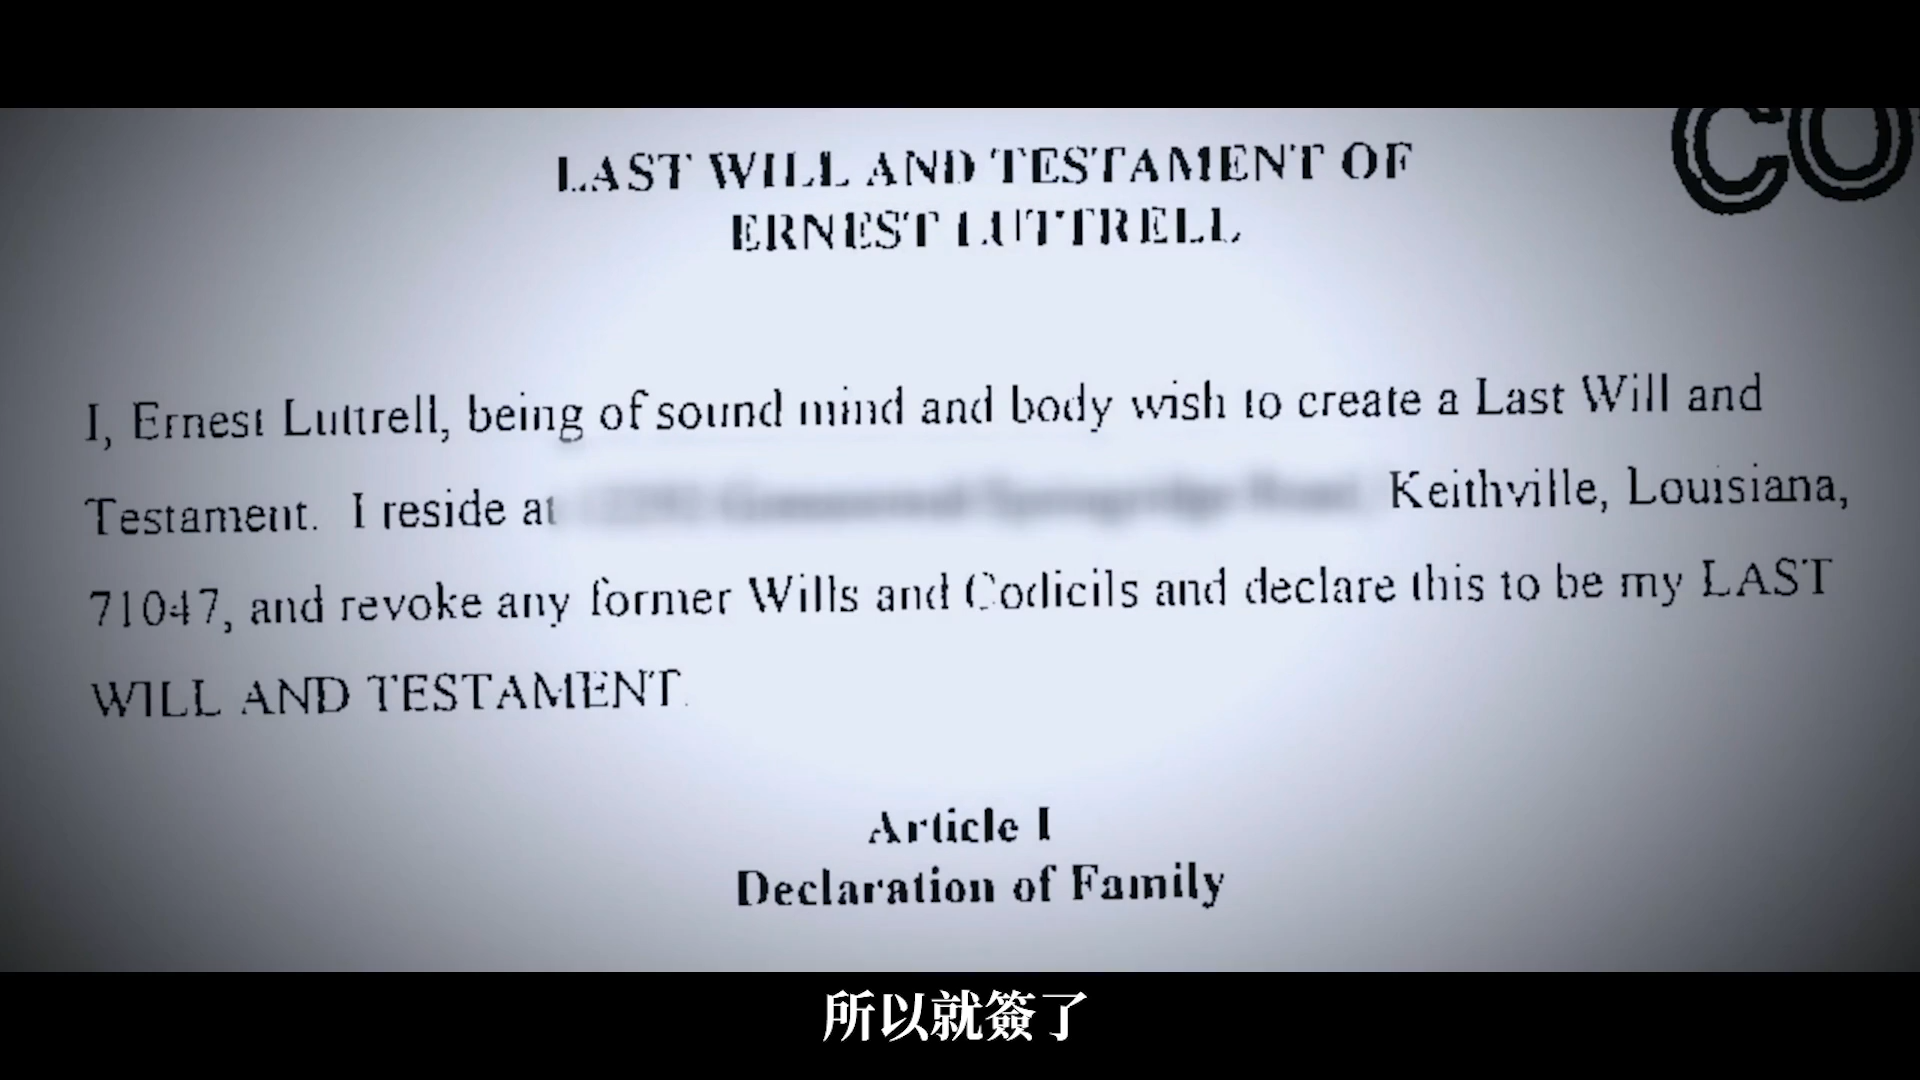 CO
LAST WILL AND TESTAMENT OF
ERNEST LUTTRELL
I, Ernest Luttrell, being of sound mind and body wish to create a Last Will and
Testament. I reside at Keithville, Louisiana,
71047, and revoke any former Wills and Codicils and declare this to be my LAST
WILL AND TESTAMENT.
Article I
Declaration of Family
所以就簽了